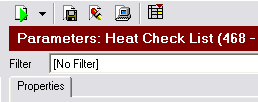 Parameters: Heat Check List (468 -
Filter [No Filter]
Properties